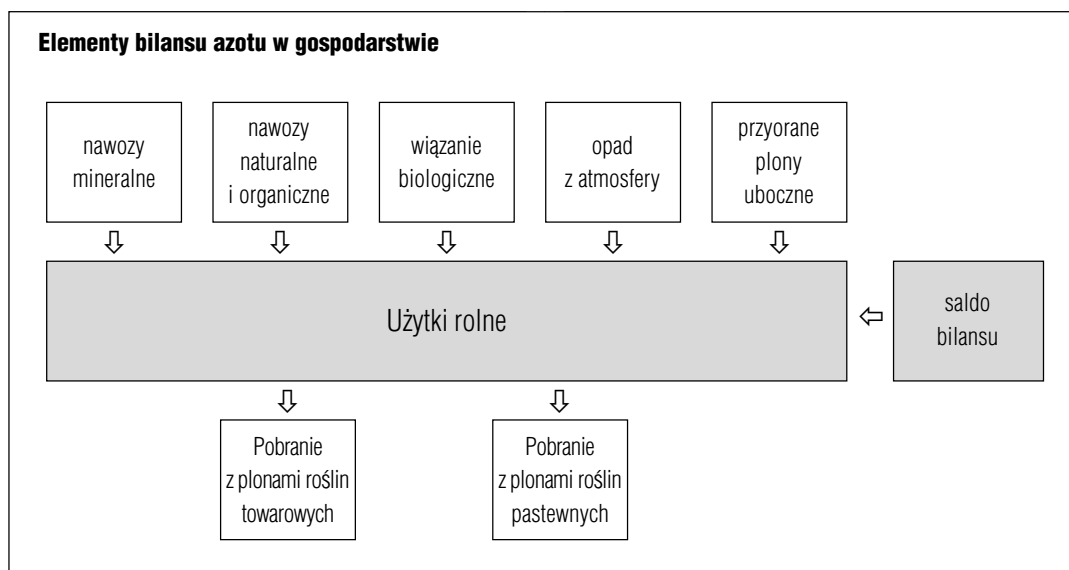 Elementy bilansu azotu w gospodarstwie
nawozy
mineralne
nawozy
naturalne
i organiczne
wiązanie
biologiczne
opad
z atmosfery
przyorane
plony
uboczne
Użytki rolne
saldo
bilansu
Pobranie
z plonami roślin
towarowych
Pobranie
z plonami roślin
pastewnych